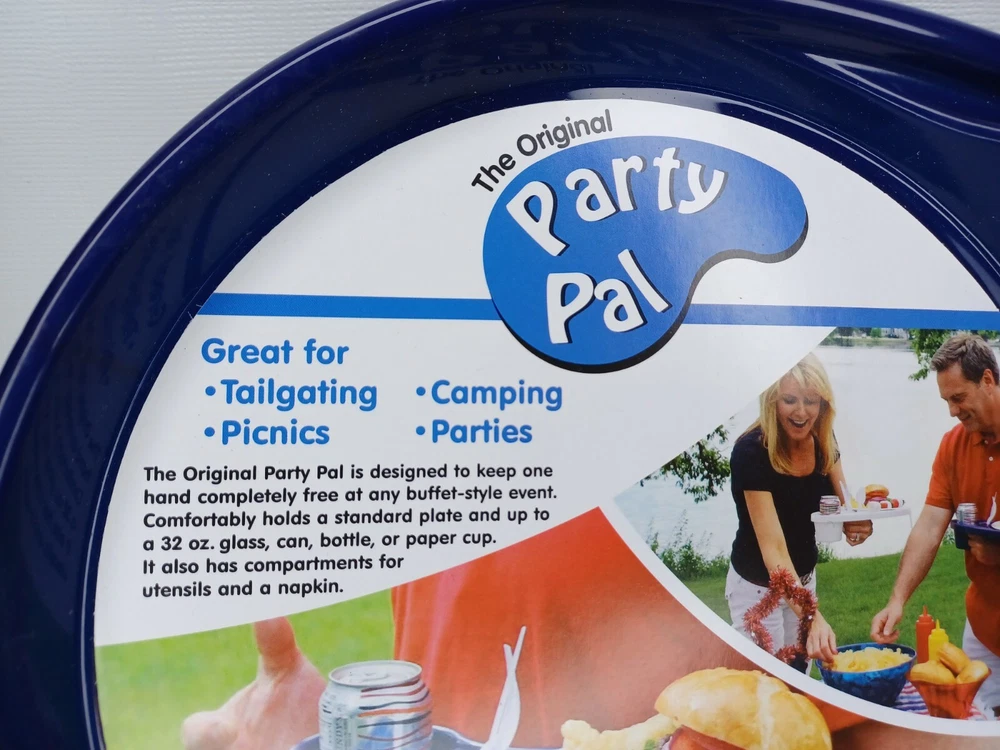 The Original
Party
Pal
Great for
•Tailgating •Camping
•Picnics •Parties
The Original Party Pal is designed to keep one
hand completely free at any buffet-style event.
Comfortably holds a standard plate and up to
a 32 oz. glass, can, bottle, or paper cup.
It also has compartments for
utensils and a napkin.